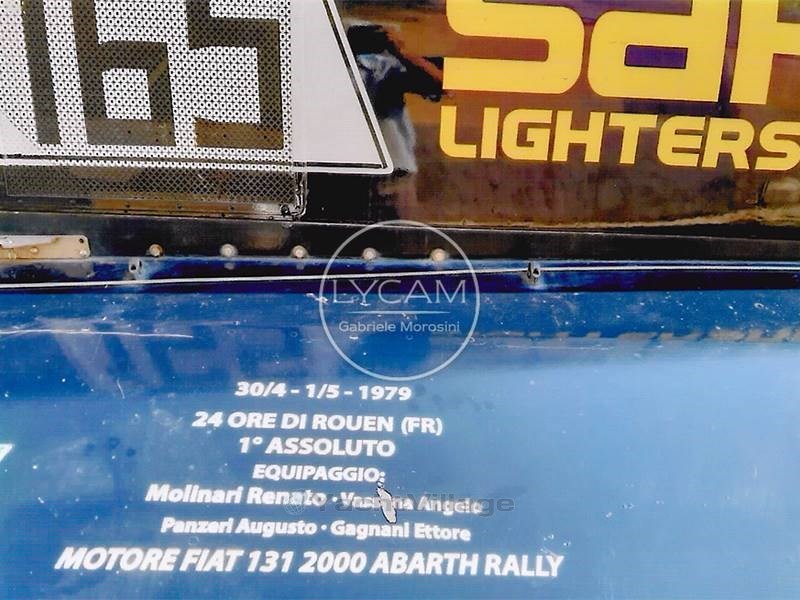 165
LIGHTERS
LYCAM
Gabriele Morosini
30/4 - 1/5 - 1979
24 ORE DI ROUEN (FR)
1° ASSOLUTO
EQUIPAGGIO:
Molinari Renato · Angelo
Panzeri Augusto · Gagnani Ettore
MOTORE FIAT 131 2000 ABARTH RALLY